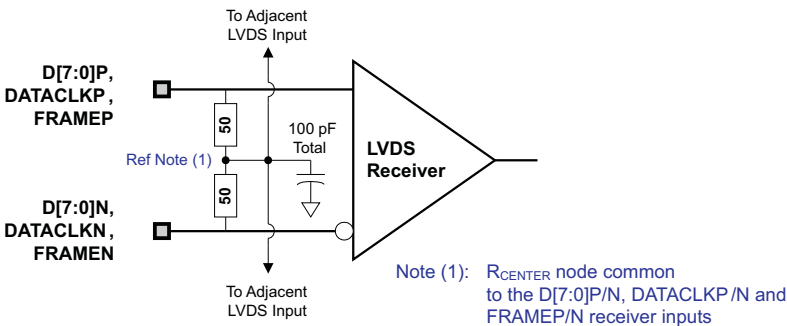 To Adjacent
LVDS Input
D[7:0]P,
DATACLKP,
FRAMEP
50
100 pF
Total
LVDS
Receiver
Ref Note (1)
50
D[7:0]N,
DATACLKN,
FRAMEN
To Adjacent
LVDS Input
Note (1): RCENTER node common
to the D[7:0]P/N, DATACLKP/N and
FRAMEP/N receiver inputs